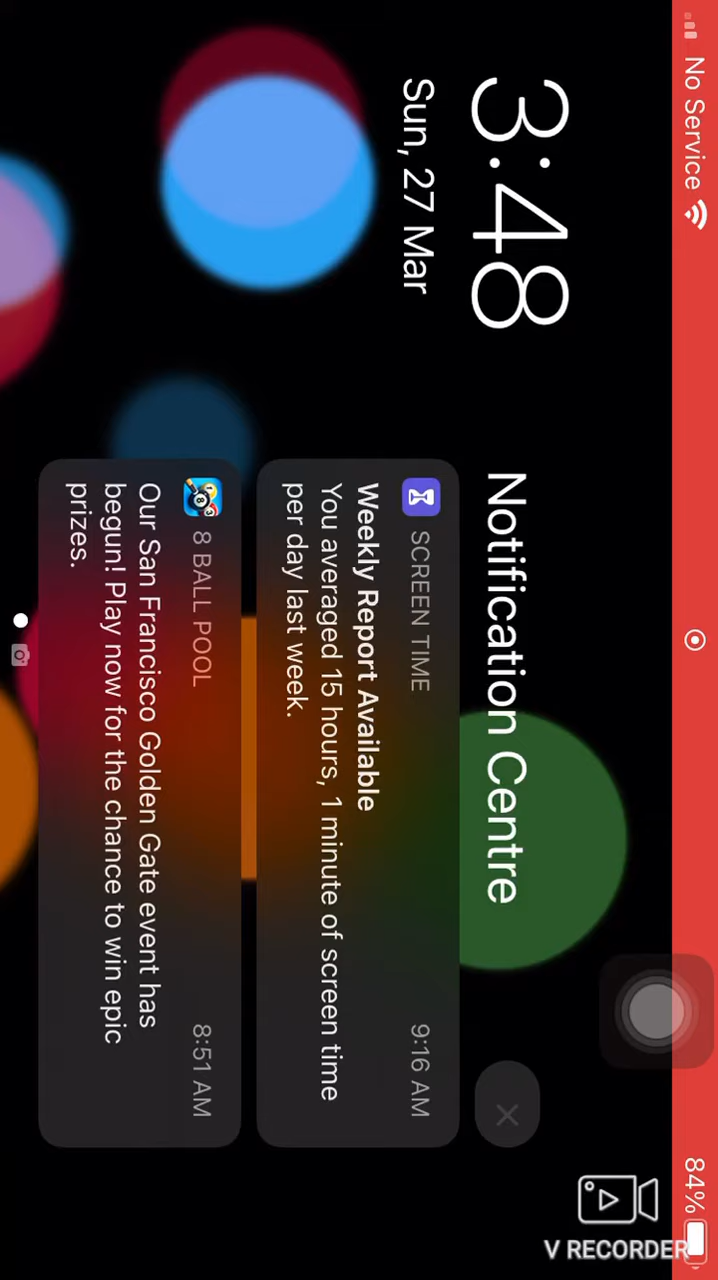 No Service
84%
3:48
Sun, 27 Mar
Notification Centre
SCREEN TIME
9:16 AM
Weekly Report Available
You averaged 15 hours, 1 minute of screen time
per day last week.
8 BALL POOL
8:51 AM
Our San Francisco Golden Gate event has
begun! Play now for the chance to win epic
prizes.
V RECORDER